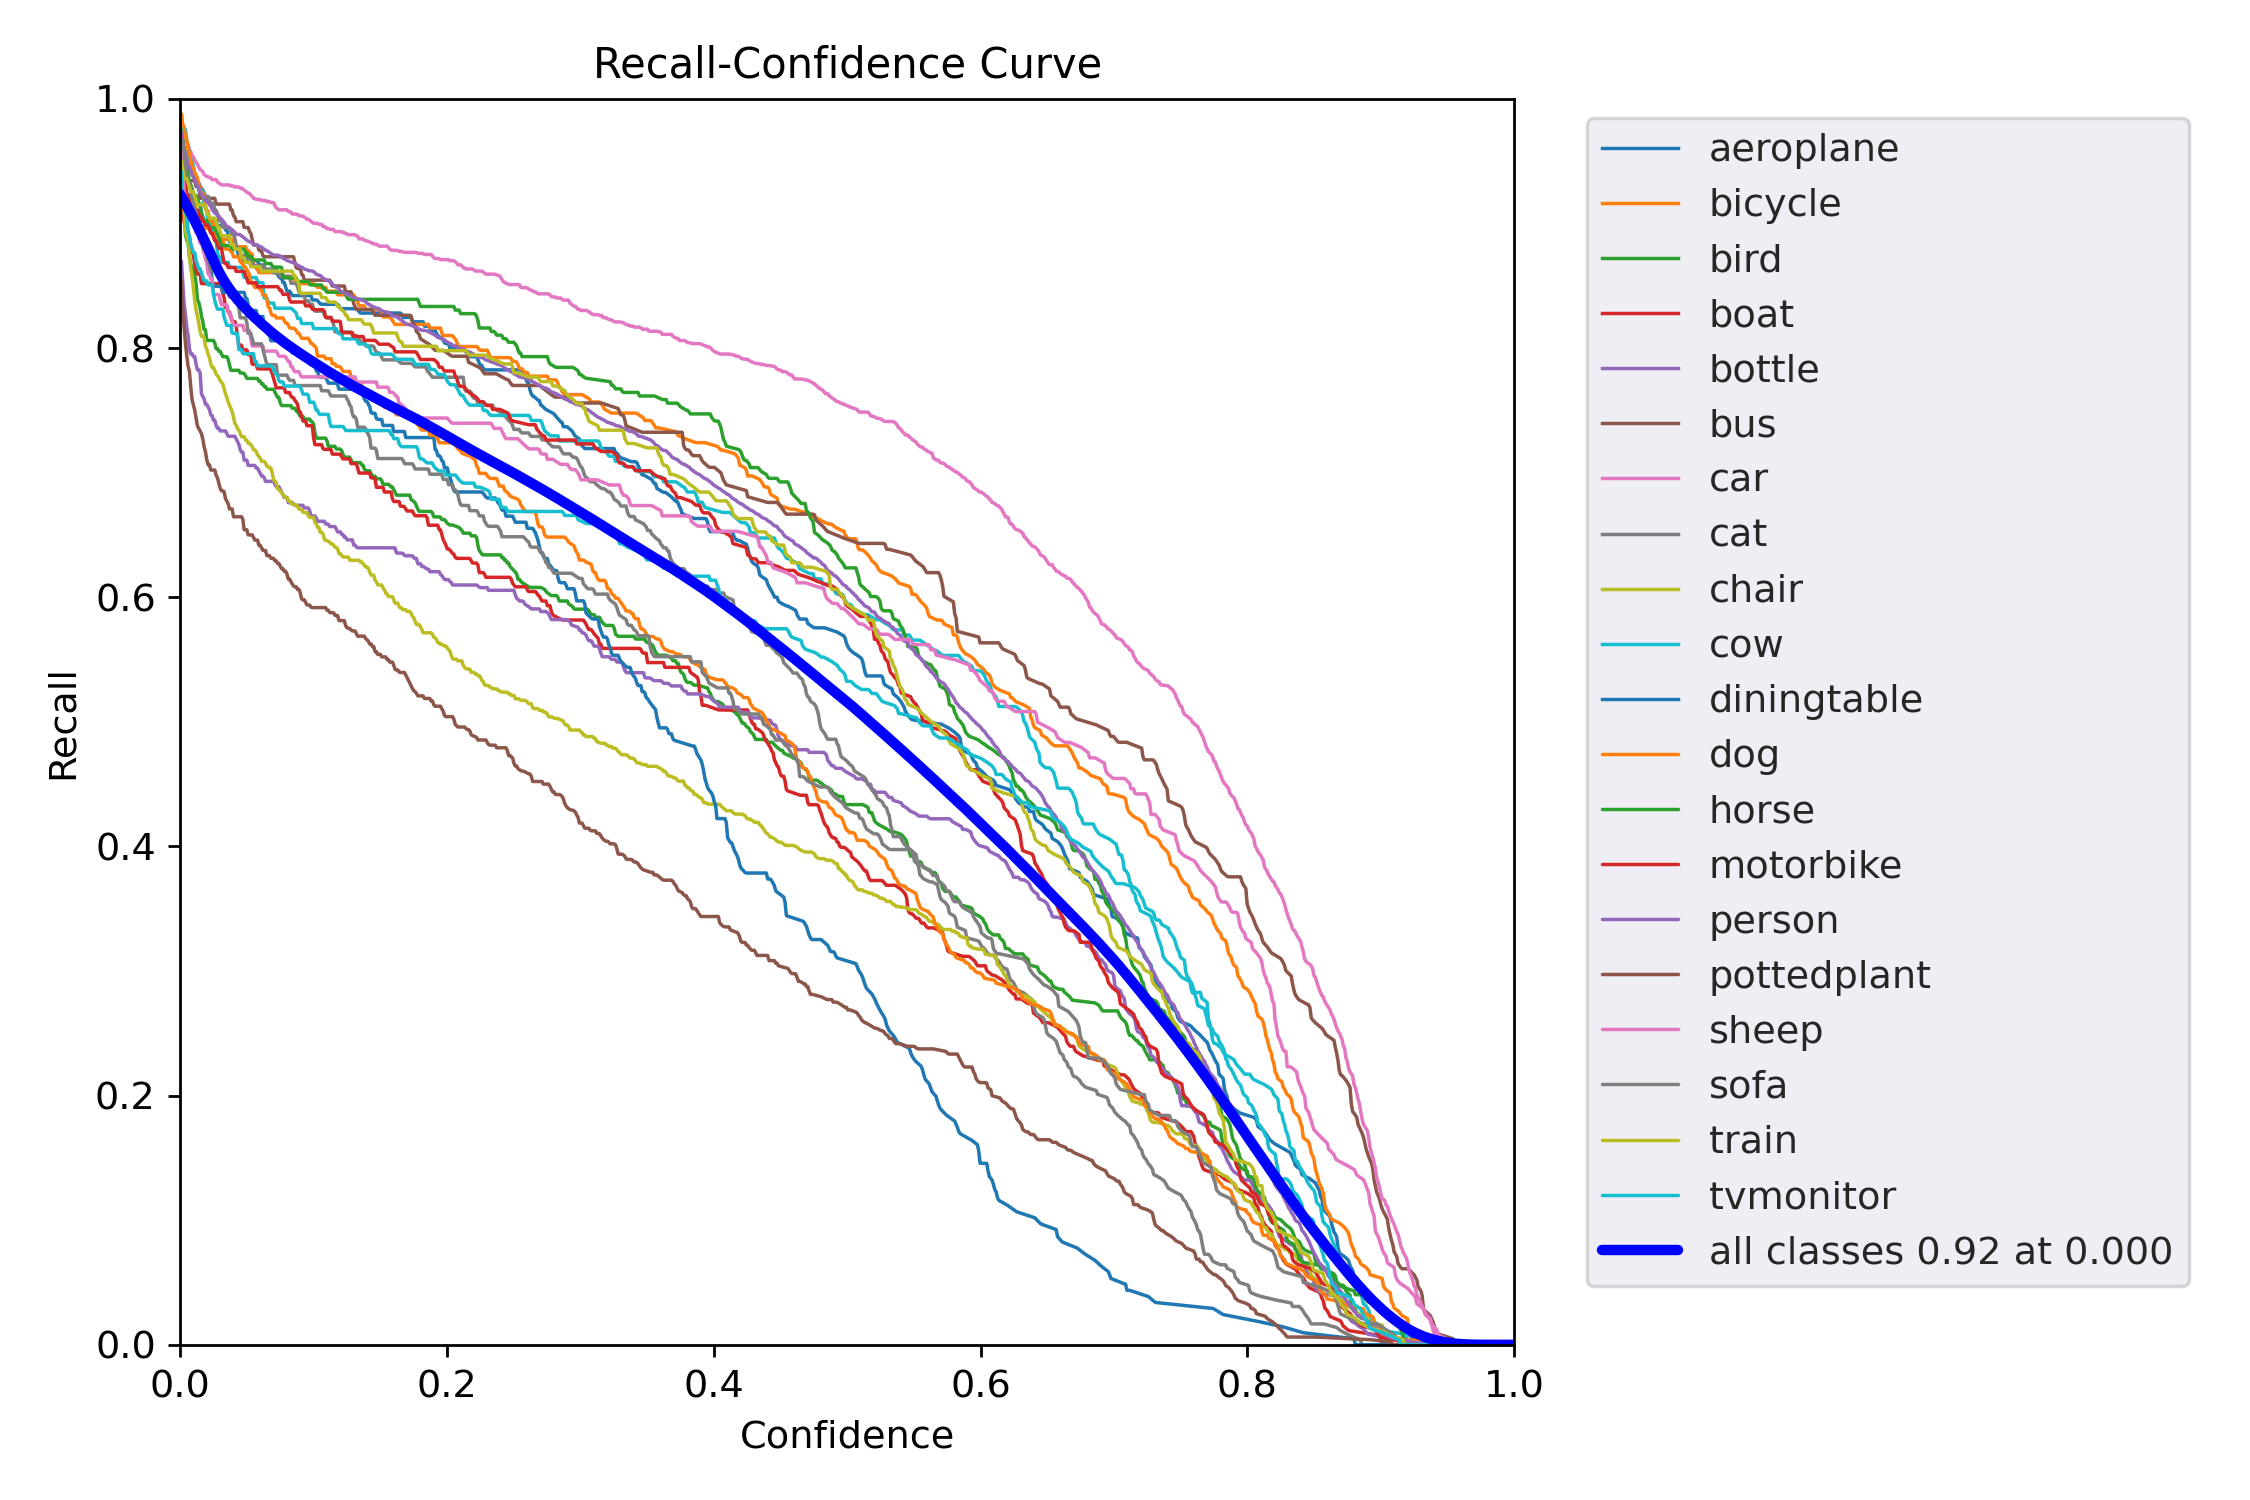 Recall-Confidence Curve
1.0
0.8
0.6
0.4
0.2
0.0
Recall
0.0 0.2 0.4 0.6 0.8 1.0
Confidence
aeroplane
bicycle
bird
boat
bottle
bus
car
cat
chair
cow
diningtable
dog
horse
motorbike
person
pottedplant
sheep
sofa
train
tvmonitor
all classes 0.92 at 0.000